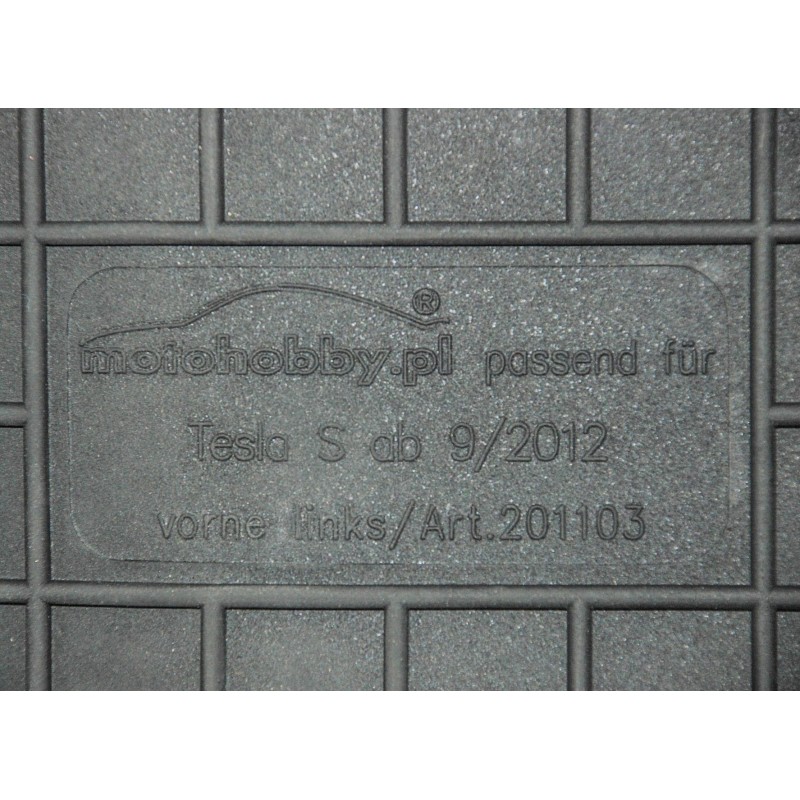 motohobby.pl ® passend für
Tesla S ab 9/2012
vorne links/Art.201103